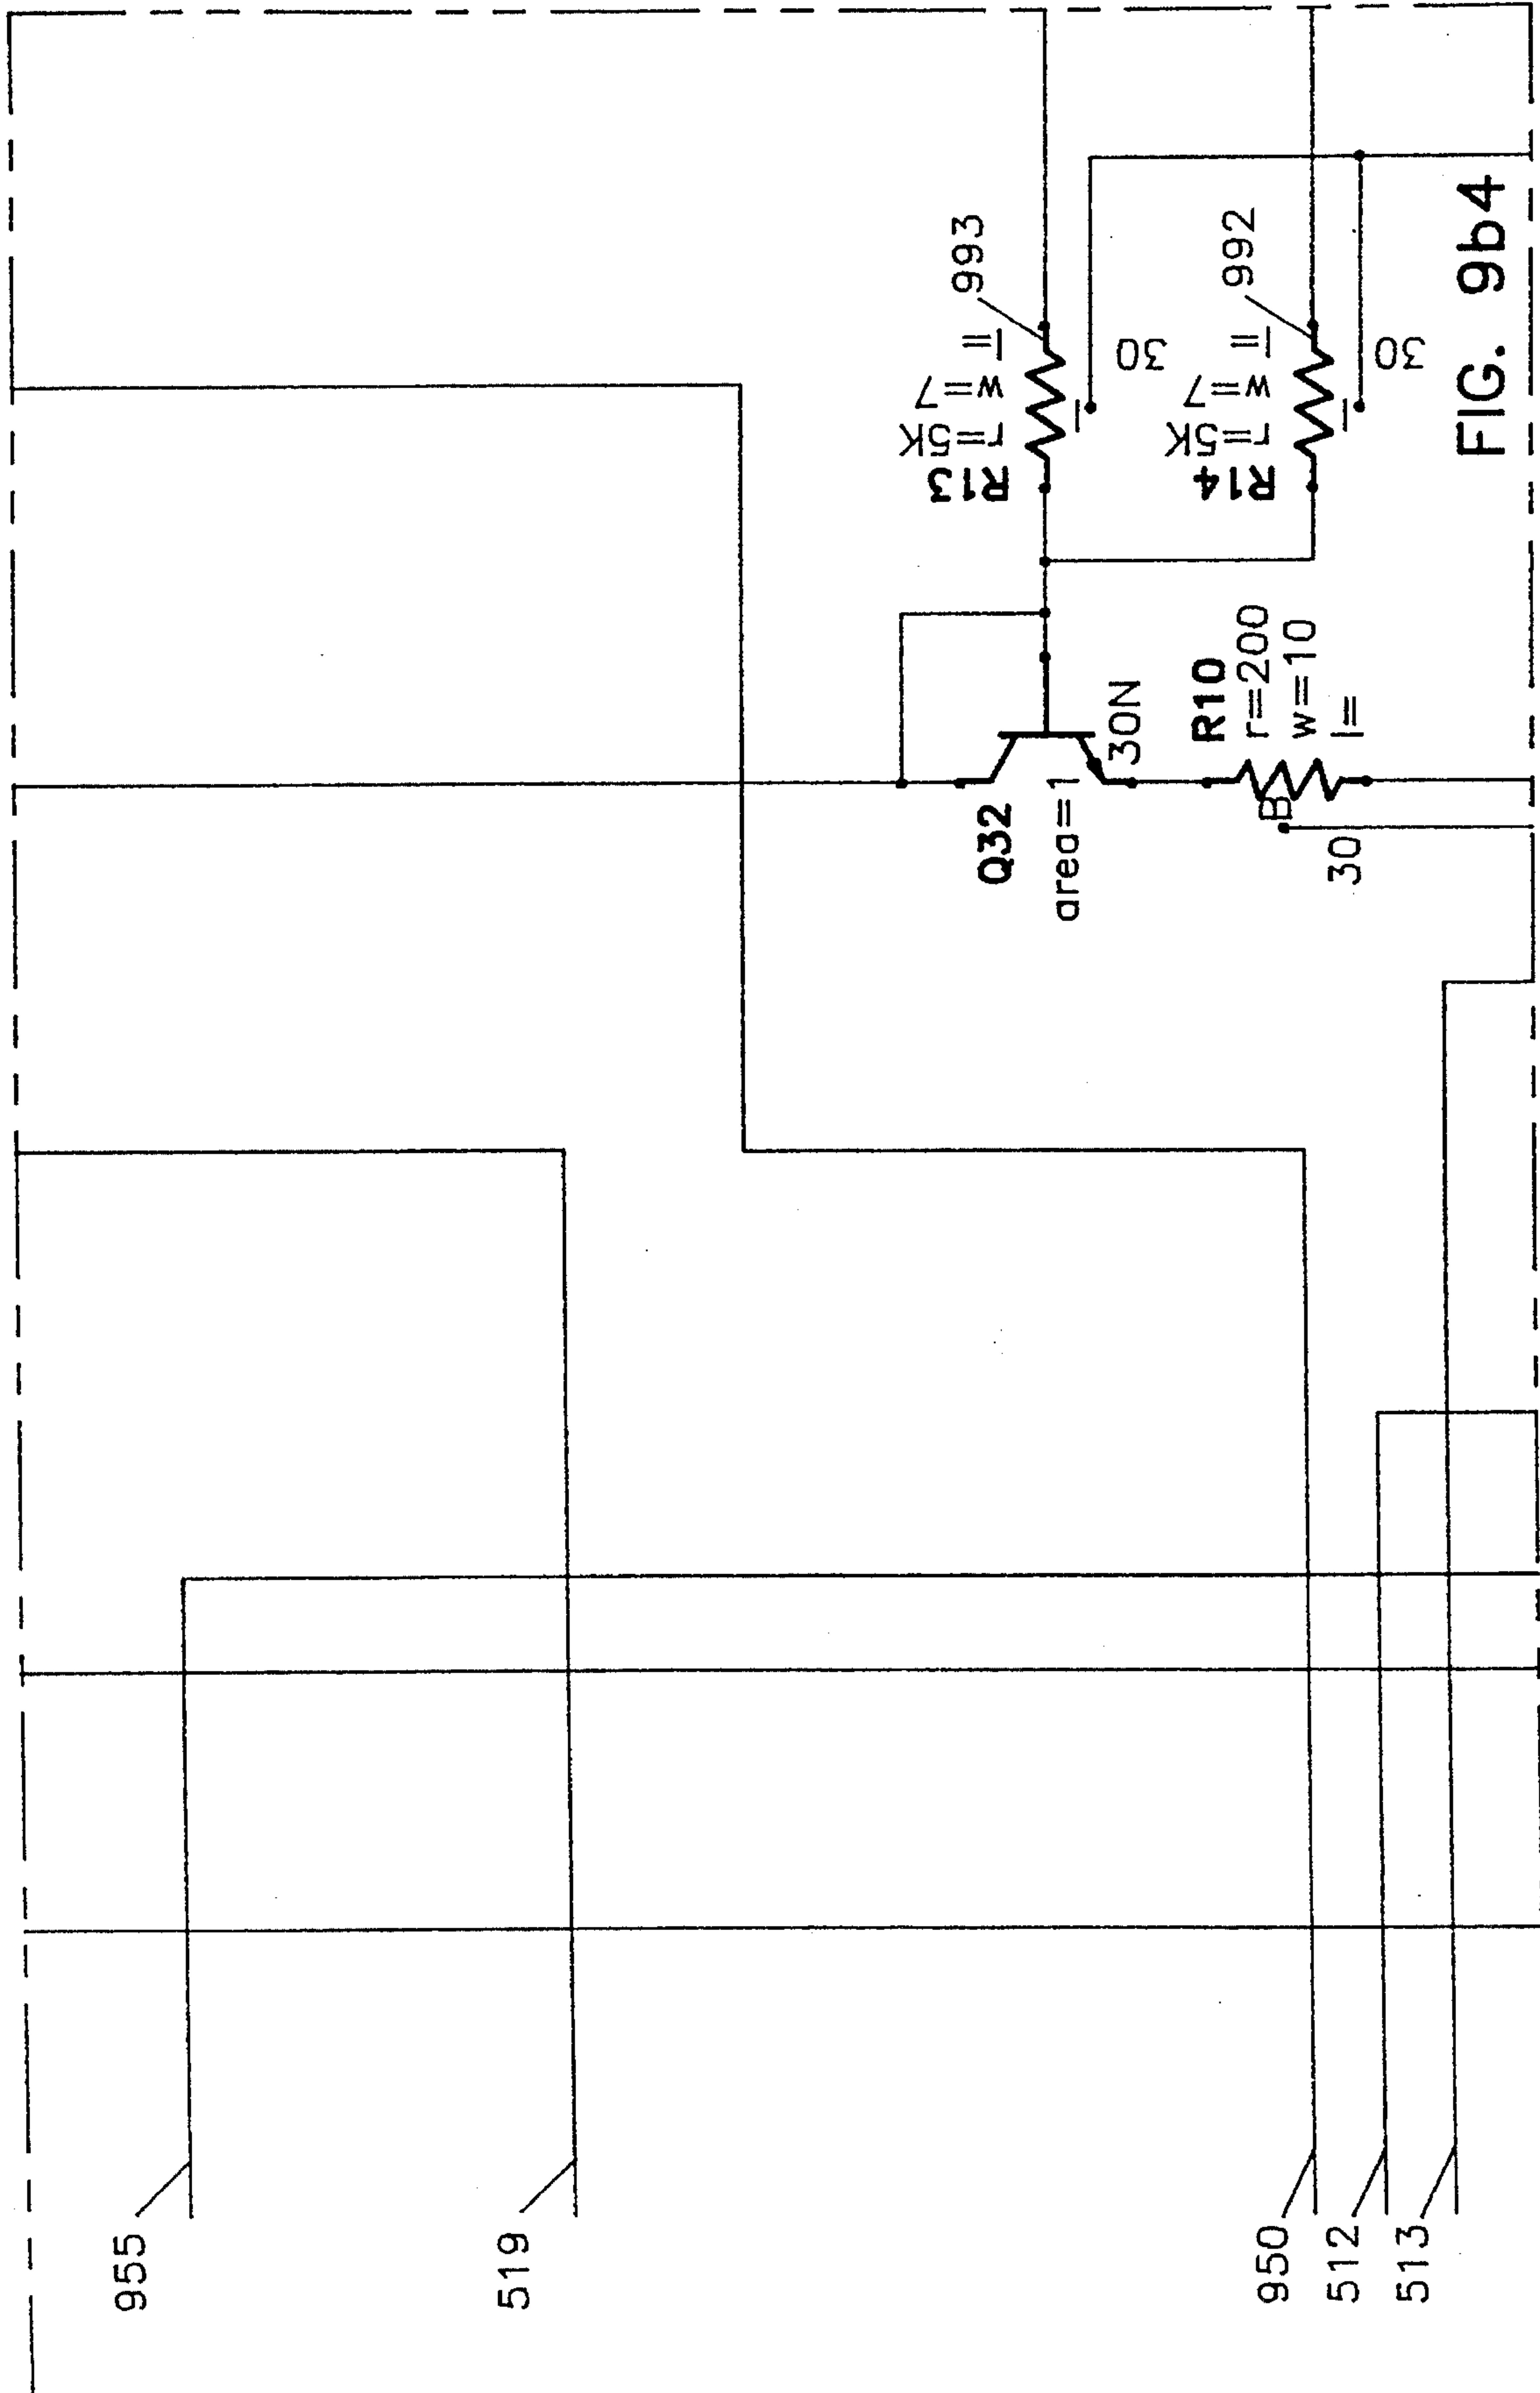 955
519
950
512
513
Q32
area=1
30N
R10
r=200
w=10
l=
B
30
R13
r=5K
w=7
l=
993
I
30
R14
r=5K
w=7
l=
992
I
30
FIG. 9b4